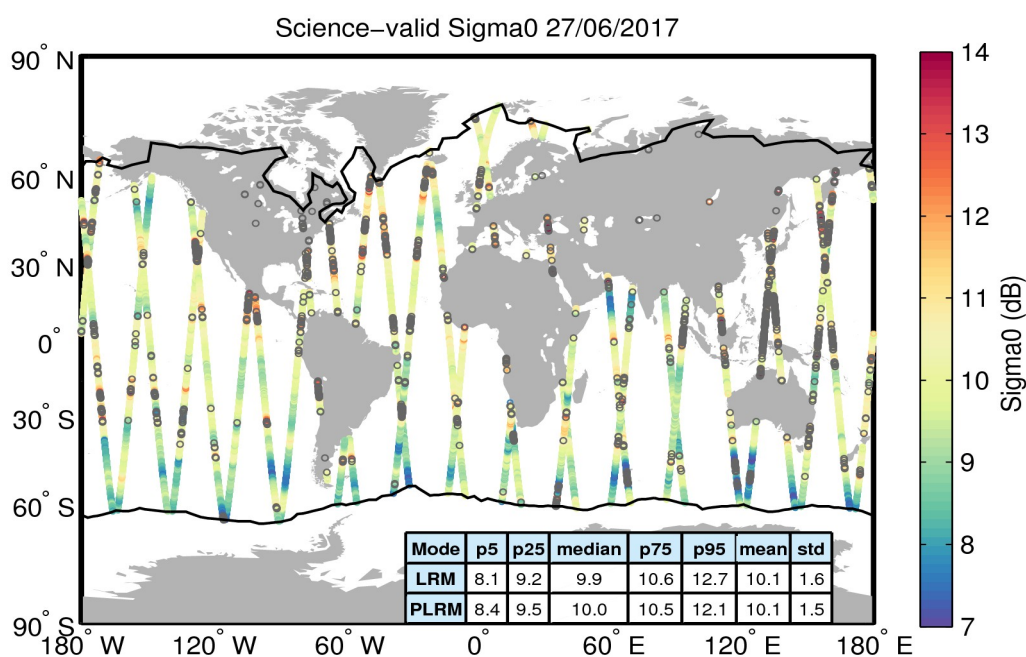 Science−valid Sigma0 27/06/2017
90° N
60° N
30° N
0°
30° S
60° S
90° S
180° W
120° W
60° W
0°
60° E
120° E
180° E
14
13
12
11
10
9
8
7
Sigma0 (dB)
Mode p5 p25 median p75 p95 mean std
LRM 8.1 9.2 9.9 10.6 12.7 10.1 1.6
PLRM 8.4 9.5 10.0 10.5 12.1 10.1 1.5